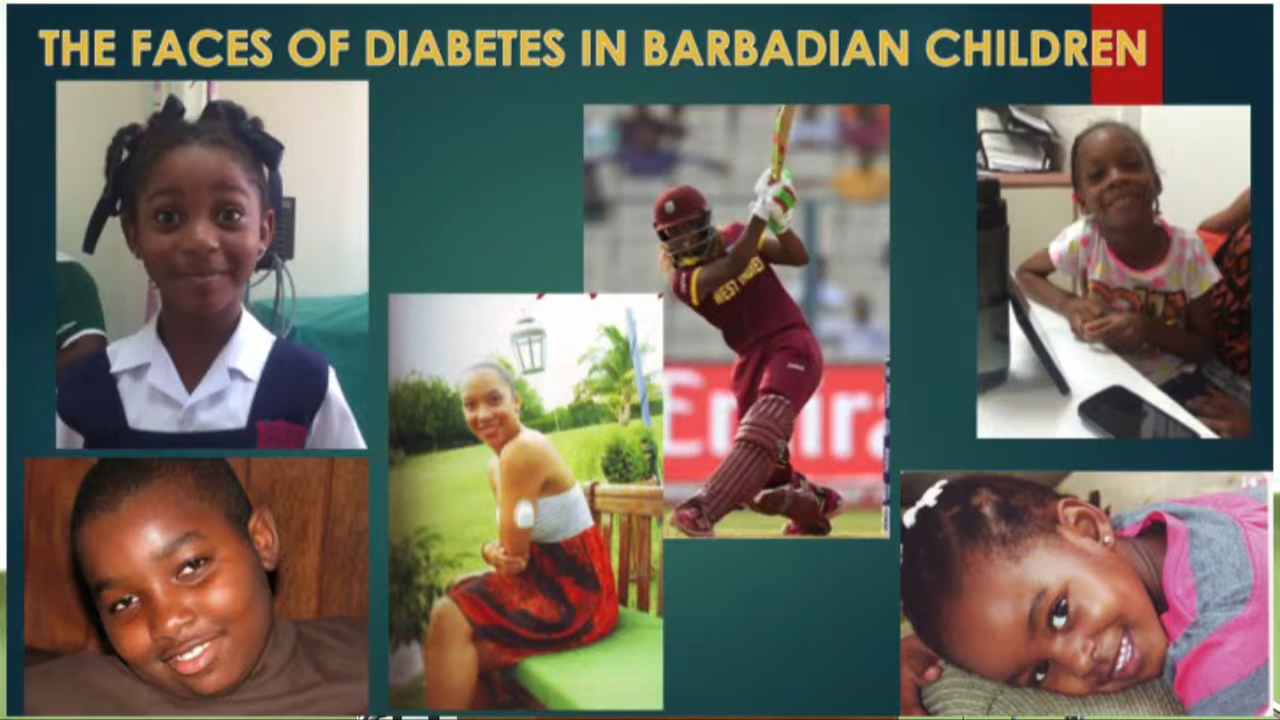 THE FACES OF DIABETES IN BARBADIAN CHILDREN
WEST INDIES
Emira